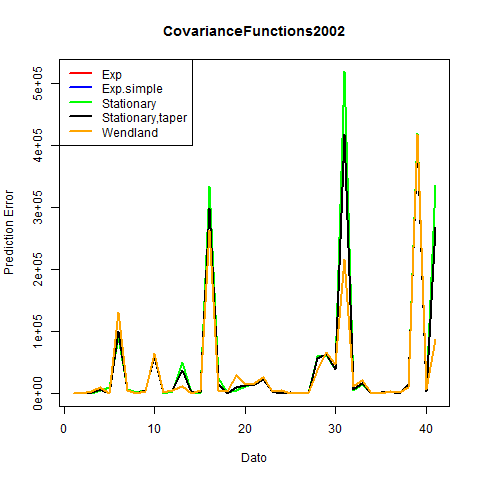 CovarianceFunctions2002
Exp
Exp.simple
Stationary
Stationary,taper
Wendland
Prediction Error
0e+00
1e+05
2e+05
3e+05
4e+05
5e+05
0
10
20
30
40
Dato